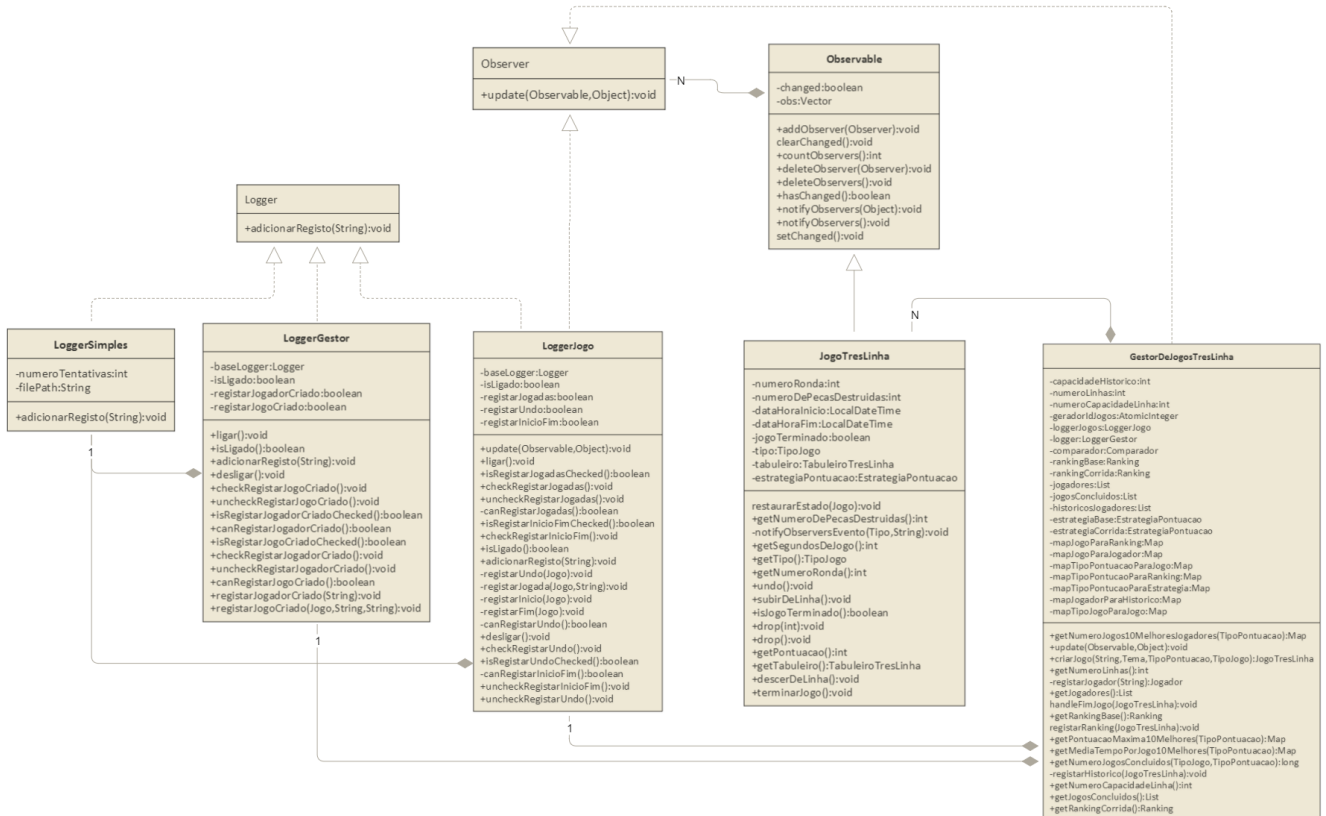 Observer
+update(Observable,Object):void
N
Observable
-changed:boolean
-obs:Vector
+addObserver(Observer):void
clearChanged():void
+countObservers():int
+deleteObserver(Observer):void
+deleteObservers():void
+hasChanged():boolean
+notifyObservers(Object):void
+notifyObservers():void
setChanged():void
Logger
+adicionarRegisto(String):void
LoggerSimples
-numeroTentativas:int
-filePath:String
+adicionarRegisto(String):void
1
LoggerGestor
-baseLogger:Logger
-isLigado:boolean
-registarJogadorCriado:boolean
-registarJogoCriado:boolean
+ligar():void
+isLigado():boolean
+adicionarRegisto(String):void
+desligar():void
+checkRegistarJogoCriado():void
+uncheckRegistarJogoCriado():void
+isRegistarJogadorCriadoChecked():boolean
+canRegistarJogadorCriado():boolean
+isRegistarJogoCriadoChecked():boolean
+checkRegistarJogadorCriado():void
+uncheckRegistarJogadorCriado():void
+canRegistarJogoCriado():boolean
+registarJogadorCriado(String):void
+registarJogoCriado(Jogo,String,String):void
1
LoggerJogo
-baseLogger:Logger
-isLigado:boolean
-registarJogadas:boolean
-registarUndo:boolean
-registarInicioFim:boolean
+update(Observable,Object):void
+ligar():void
+isRegistarJogadasChecked():boolean
+checkRegistarJogadas():void
+uncheckRegistarJogadas():void
-canRegistarJogadas():boolean
+isRegistarInicioFimChecked():boolean
+checkRegistarInicioFim():void
+isLigado():boolean
+adicionarRegisto(String):void
-registarUndo(Jogo):void
-registarJogada(Jogo,String):void
-registarInicio(Jogo):void
-registarFim(Jogo):void
-canRegistarUndo():boolean
+desligar():void
+checkRegistarUndo():void
+isRegistarUndoChecked():boolean
-canRegistarInicioFim():boolean
+uncheckRegistarInicioFim():void
+uncheckRegistarUndo():void
1
JogoTresLinha
-numeroRonda:int
-numeroDePecasDestruidas:int
-dataHoraInicio:LocalDateTime
-dataHoraFim:LocalDateTime
-jogoTerminado:boolean
-tipo:TipoJogo
-tabuleiro:TabuleiroTresLinha
-estrategiaPontuacao:EstrategiaPontuacao
restaurarEstado(Jogo):void
+getNumeroDePecasDestruidas():int
-notifyObserversEvento(Tipo,String):void
+getSegundosDeJogo():int
+getTipo():TipoJogo
+getNumeroRonda():int
+undo():void
+subirDeLinha():void
+isJogoTerminado():boolean
+drop(int):void
+drop():void
+getPontuacao():int
+getTabuleiro():TabuleiroTresLinha
+descerDeLinha():void
+terminarJogo():void
N
GestorDeJogosTresLinha
-capacidadeHistorico:int
-numeroLinhas:int
-numeroCapacidadeLinha:int
-geradorIdJogos:AtomicInteger
-loggerJogos:LoggerJogo
-logger:LoggerGestor
-comparador:Comparador
-rankingBase:Ranking
-rankingCorrida:Ranking
-jogadores:List
-jogosConcluidos:List
-historicosJogadores:List
-estrategiaBase:EstrategiaPontuacao
-estrategiaCorrida:EstrategiaPontuacao
-mapJogoParaRanking:Map
-mapJogoParaJogador:Map
-mapTipoPontuacaoParaJogo:Map
-mapTipoPontucaoParaRanking:Map
-mapTipoPontucaoParaEstrategia:Map
-mapJogadorParaHistorico:Map
-mapTipoJogoParaJogo:Map
+getNumeroJogos10MelhoresJogadores(TipoPontuacao):Map
+update(Observable,Object):void
+criarJogo(String,Tema,TipoPontuacao,TipoJogo):JogoTresLinha
+getNumeroLinhas():int
-registarJogador(String):Jogador
+getJogadores():List
handleFimJogo(JogoTresLinha):void
+getRankingBase():Ranking
registarRanking(JogoTresLinha):void
+getPontuacaoMaxima10Melhores(TipoPontuacao):Map
+getMediaTempoPorJogo10Melhores(TipoPontuacao):Map
+getNumeroJogosConcluidos(TipoJogo,TipoPontuacao):long
-registarHistorico(JogoTresLinha):void
+getNumeroCapacidadeLinha():int
+getJogosConcluidos():List
+getRankingCorrida():Ranking